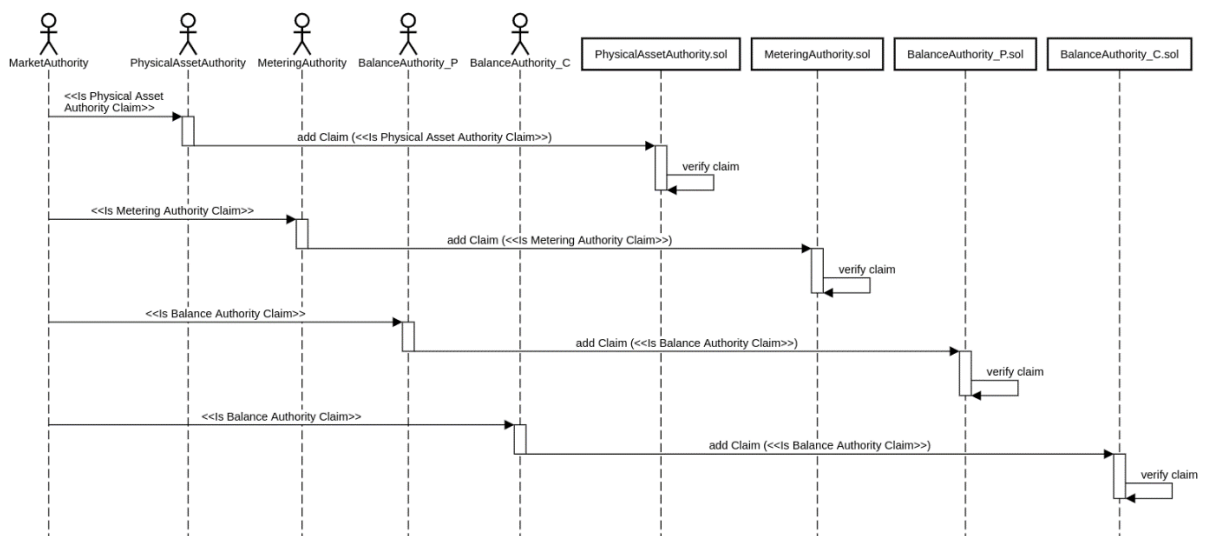 MarketAuthority
PhysicalAssetAuthority
MeteringAuthority
BalanceAuthority_P
BalanceAuthority_C
PhysicalAssetAuthority.sol
MeteringAuthority.sol
BalanceAuthority_P.sol
BalanceAuthority_C.sol
<<Is Physical Asset
Authority Claim>>
add Claim (<<Is Physical Asset Authority Claim>>)
verify claim
<<Is Metering Authority Claim>>
add Claim (<<Is Metering Authority Claim>>)
verify claim
<<Is Balance Authority Claim>>
add Claim (<<Is Balance Authority Claim>>)
verify claim
<<Is Balance Authority Claim>>
add Claim (<<Is Balance Authority Claim>>)
verify claim